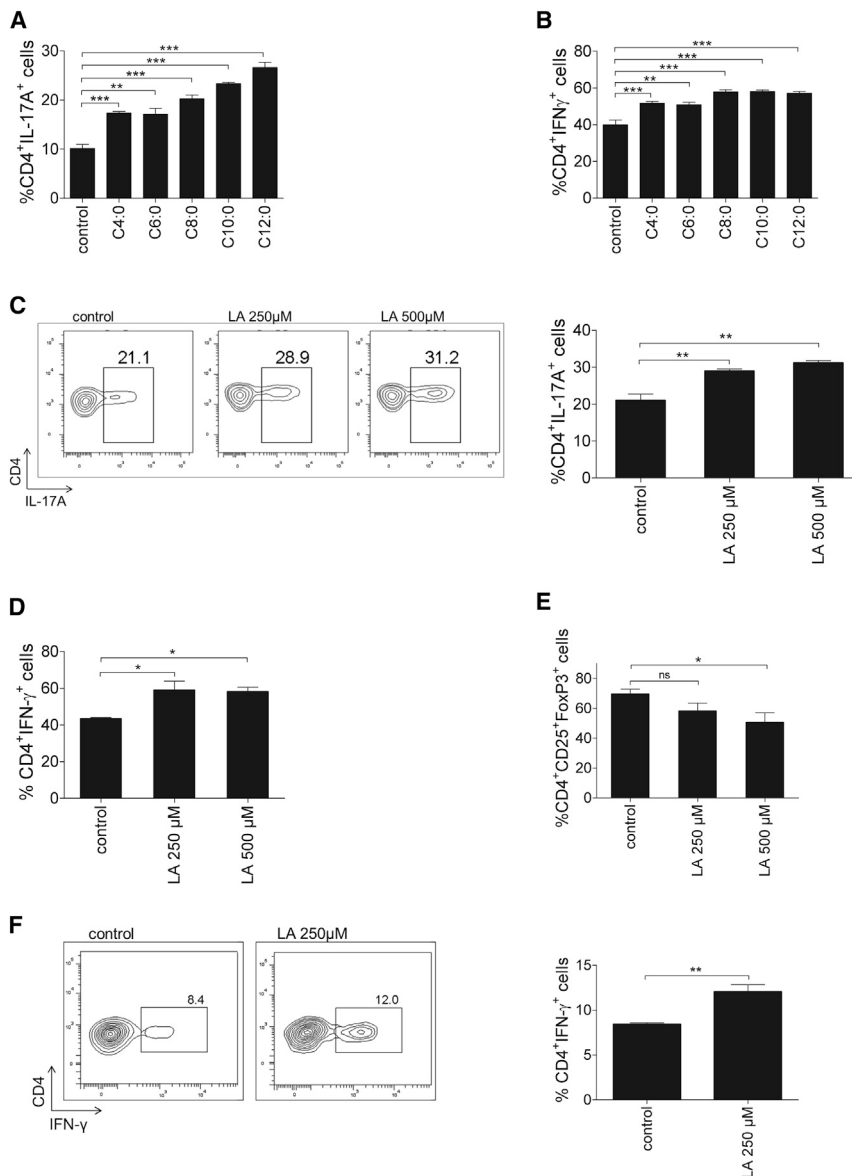 A
%CD4+IL-17A+ cells
30
20
10
0
***
***
***
**
***
control
C4:0
C6:0
C8:0
C10:0
C12:0
B
%CD4+IFNγ+ cells
80
60
40
20
0
***
***
***
**
***
control
C4:0
C6:0
C8:0
C10:0
C12:0
C
control
LA 250μM
LA 500μM
21.1
28.9
31.2
CD4
IL-17A
%CD4+IL-17A+ cells
40
30
20
10
0
**
**
control
LA 250 μM
LA 500 μM
D
% CD4+IFN-γ+ cells
80
60
40
20
0
*
*
control
LA 250 μM
LA 500 μM
E
%CD4+CD25+FoxP3+ cells
80
60
40
20
0
*
ns
control
LA 250 μM
LA 500 μM
F
control
LA 250μM
8.4
12.0
CD4
IFN-γ
% CD4+IFN-γ+ cells
15
10
5
0
**
control
LA 250 μM